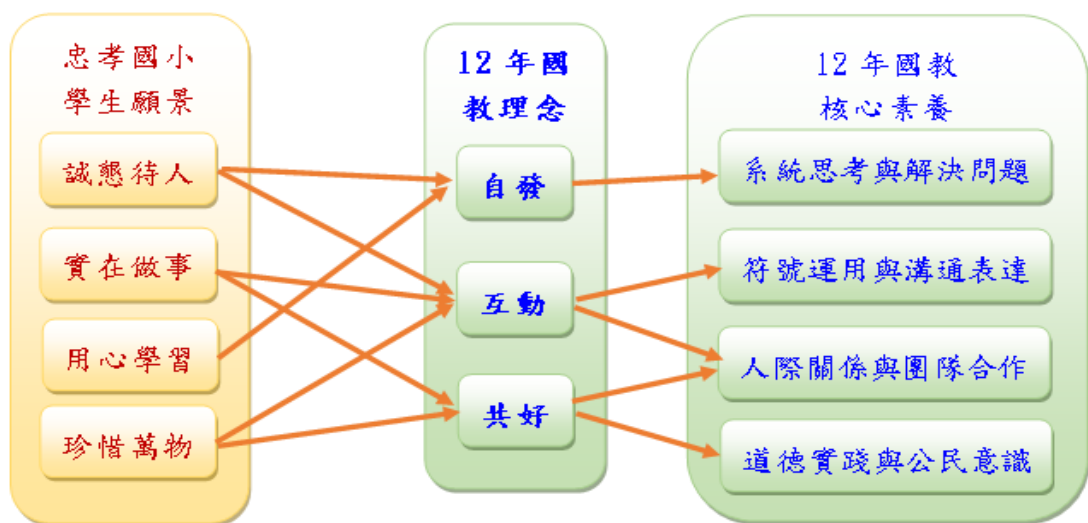 忠孝國小
學生願景
誠懇待人
實在做事
用心學習
珍惜萬物
12 年國
教理念
自發
互動
共好
12 年國教
核心素養
系統思考與解決問題
符號運用與溝通表達
人際關係與團隊合作
道德實踐與公民意識